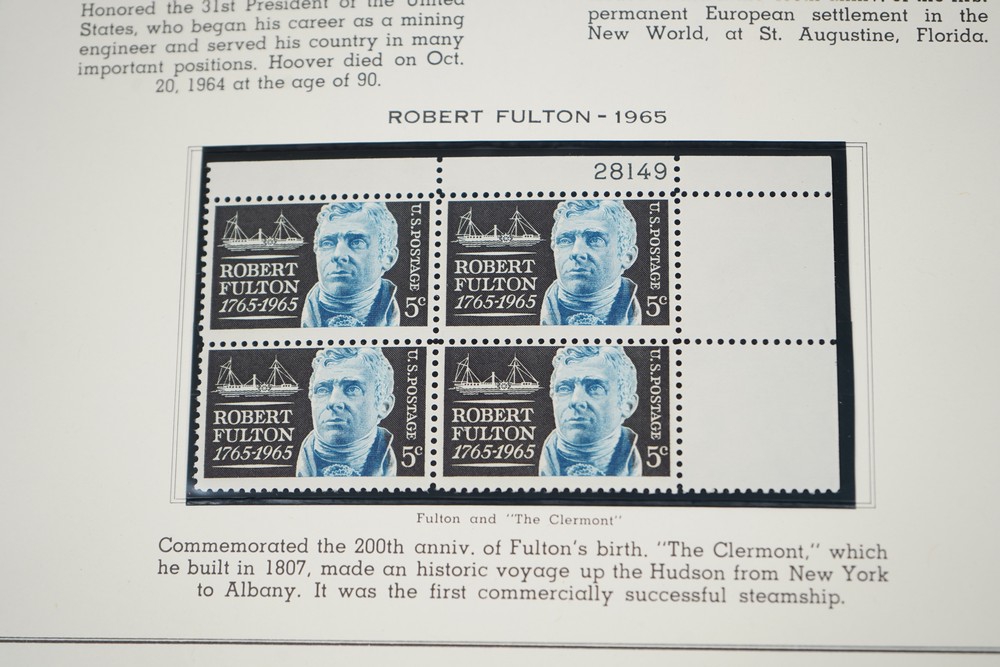 Honored the 31st President of the United
States, who began his career as a mining
engineer and served his country in many
important positions. Hoover died on Oct.
20, 1964 at the age of 90.
permanent European settlement in the
New World, at St. Augustine, Florida.
ROBERT FULTON - 1965
28149
ROBERT
FULTON
1765-1965
U.S. POSTAGE
5c
ROBERT
FULTON
1765-1965
U.S. POSTAGE
5c
ROBERT
FULTON
1765-1965
U.S. POSTAGE
5c
ROBERT
FULTON
1765-1965
U.S. POSTAGE
5c
Fulton and "The Clermont"
Commemorated the 200th anniv. of Fulton's birth. "The Clermont," which
he built in 1807, made an historic voyage up the Hudson from New York
to Albany. It was the first commercially successful steamship.